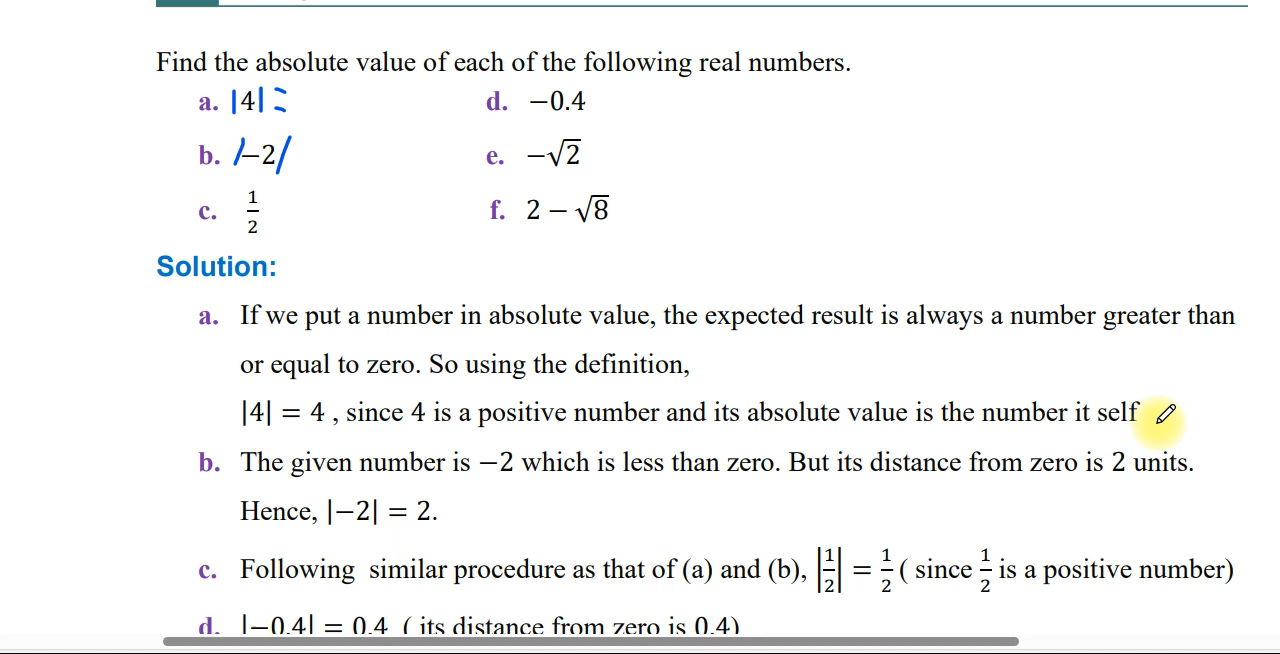 Find the absolute value of each of the following real numbers.
a. |4| = d. −0.4
b. /−2/ e. −√2
c. 1/2 f. 2 − √8
Solution:
a. If we put a number in absolute value, the expected result is always a number greater than
or equal to zero. So using the definition,
|4| = 4 , since 4 is a positive number and its absolute value is the number it self
b. The given number is −2 which is less than zero. But its distance from zero is 2 units.
Hence, |−2| = 2.
c. Following similar procedure as that of (a) and (b), |1/2| = 1/2 ( since 1/2 is a positive number)
d. |−0.4| = 0.4 ( its distance from zero is 0.4)